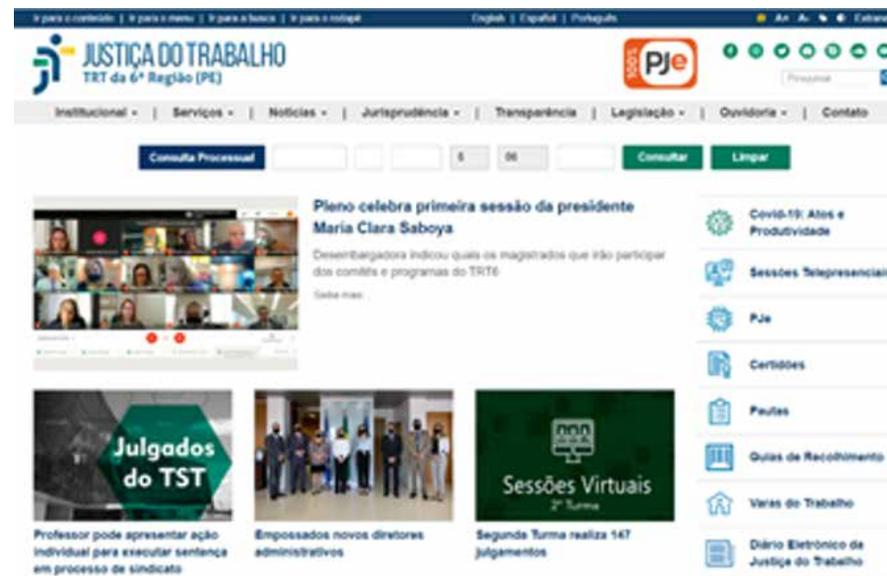 Ir para o conteúdo | Ir para o menu | Ir para a busca | Ir para o rodapé
English | Español | Português
A+ A-
JUSTIÇA DO TRABALHO
TRT da 6ª Região (PE)
100% PJe
Pesquisar
Institucional | Serviços | Notícias | Jurisprudência | Transparência | Legislação | Ouvidoria | Contato
Consulta Processual
5
06
Consultar
Limpar
Pleno celebra primeira sessão da presidente
Maria Clara Saboya
Desembargadora indicou quais os magistrados que irão participar
dos comitês e programas do TRT6
Saiba mais...
Julgados
do TST
Professor pode apresentar ação
individual para executar sentença
em processo de sindicato
Empossados novos diretores
administrativos
Sessões Virtuais
2ª Turma
Segunda Turma realiza 147
julgamentos
Covid-19: Atos e
Produtividade
Sessões Telepresenciais
PJe
Certidões
Pautas
Guias de Recolhimento
Varas do Trabalho
Diário Eletrônico da
Justiça do Trabalho